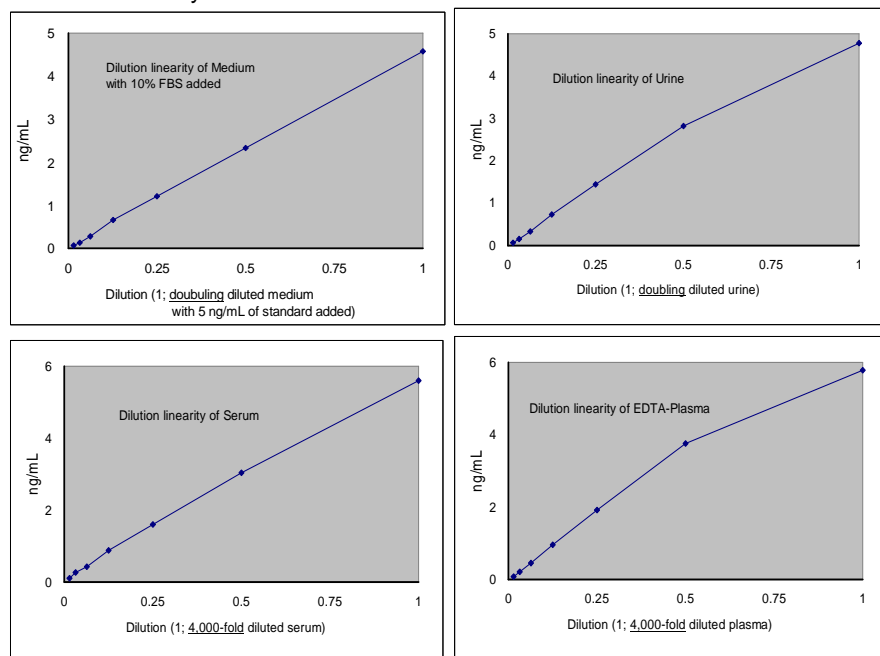 Dilution linearity of Medium
with 10% FBS added
ng/mL
5
4
3
2
1
0
0 0.25 0.5 0.75 1
Dilution (1; doubuling diluted medium
with 5 ng/mL of standard added)
Dilution linearity of Urine
ng/mL
5
4
3
2
1
0
0 0.25 0.5 0.75 1
Dilution (1; doubling diluted urine)
Dilution linearity of Serum
ng/mL
6
4
2
0
0 0.25 0.5 0.75 1
Dilution (1; 4,000-fold diluted serum)
Dilution linearity of EDTA-Plasma
ng/mL
6
4
2
0
0 0.25 0.5 0.75 1
Dilution (1; 4,000-fold diluted plasma)